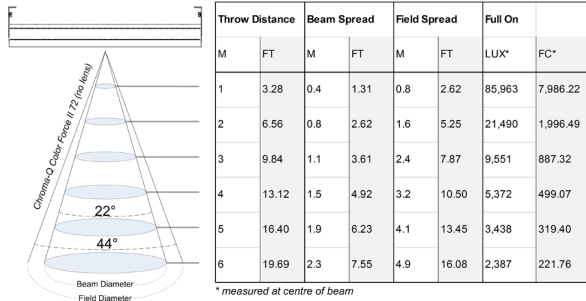 Chroma-Q Color Force II 72 (no lens)
22°
44°
Beam Diameter
Field Diameter
Throw Distance Beam Spread Field Spread Full On
M FT M FT M FT LUX* FC*
1 3.28 0.4 1.31 0.8 2.62 85,963 7,986.22
2 6.56 0.8 2.62 1.6 5.25 21,490 1,996.49
3 9.84 1.1 3.61 2.4 7.87 9,551 887.32
4 13.12 1.5 4.92 3.2 10.50 5,372 499.07
5 16.40 1.9 6.23 4.1 13.45 3,438 319.40
6 19.69 2.3 7.55 4.9 16.08 2,387 221.76
* measured at centre of beam